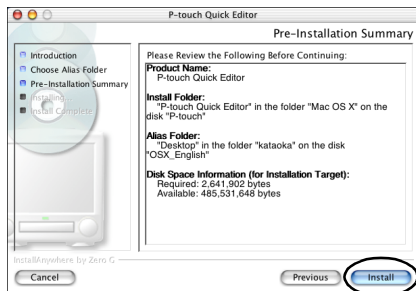 P-touch Quick Editor
Pre-Installation Summary
Introduction
Choose Alias Folder
Pre-Installation Summary
Installing...
Install Complete
Please Review the Following Before Continuing:
Product Name:
P-touch Quick Editor
Install Folder:
"P-touch Quick Editor" in the folder "Mac OS X" on the
disk "P-touch"
Alias Folder:
"Desktop" in the folder "kataoka" on the disk
"OSX_English"
Disk Space Information (for Installation Target):
Required: 2,641,902 bytes
Available: 485,531,648 bytes
InstallAnywhere by Zero G
Cancel
Previous
Install